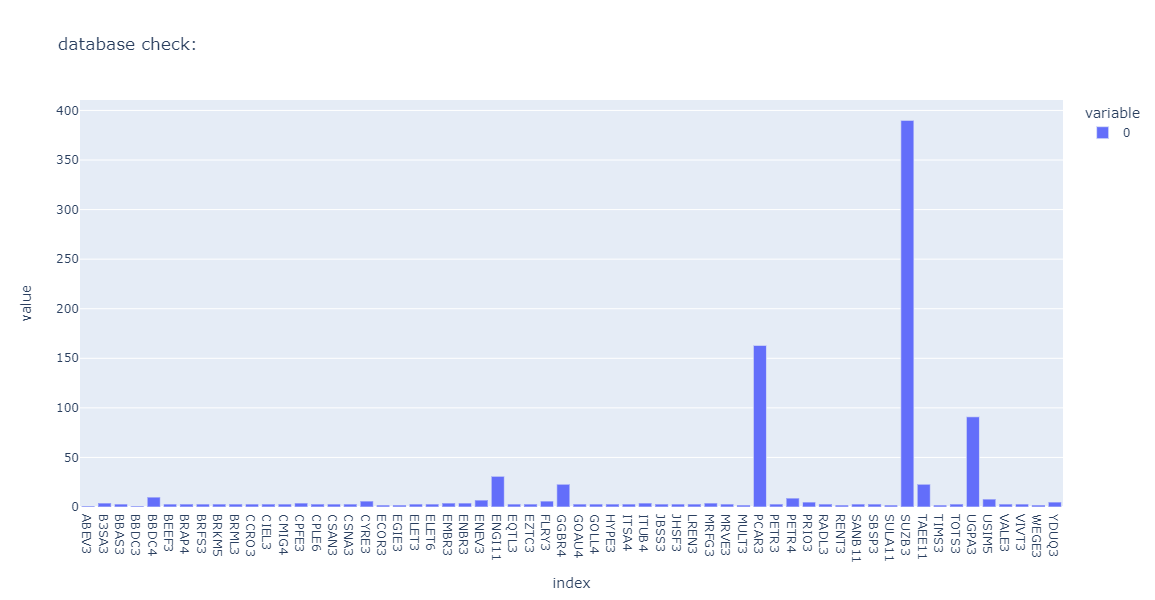 database check:
400
350
300
250
200
150
100
50
0
value
variable
0
ABEV3
B3SA3
BBAS3
BBDC3
BBDC4
BEEF3
BRAP4
BRFS3
BRKM5
BRML3
CCRO3
CIEL3
CMIG4
CPFE3
CPLE6
CSAN3
CSNA3
CYRE3
ECOR3
EGIE3
ELET3
ELET6
EMBR3
ENBR3
ENEV3
ENGI11
EQTL3
EZTC3
FLRY3
GGBR4
GOAU4
GOLL4
HYPE3
ITSA4
ITUB4
JBSS3
JHSF3
LREN3
MRFG3
MRVE3
MULT3
PCAR3
PETR3
PETR4
PRIO3
RADL3
RENT3
SANB11
SBSP3
SULA11
SUZB3
TAEE11
TIMS3
TOTS3
UGPA3
USIM5
VALE3
VIVT3
WEGE3
YDUQ3
index